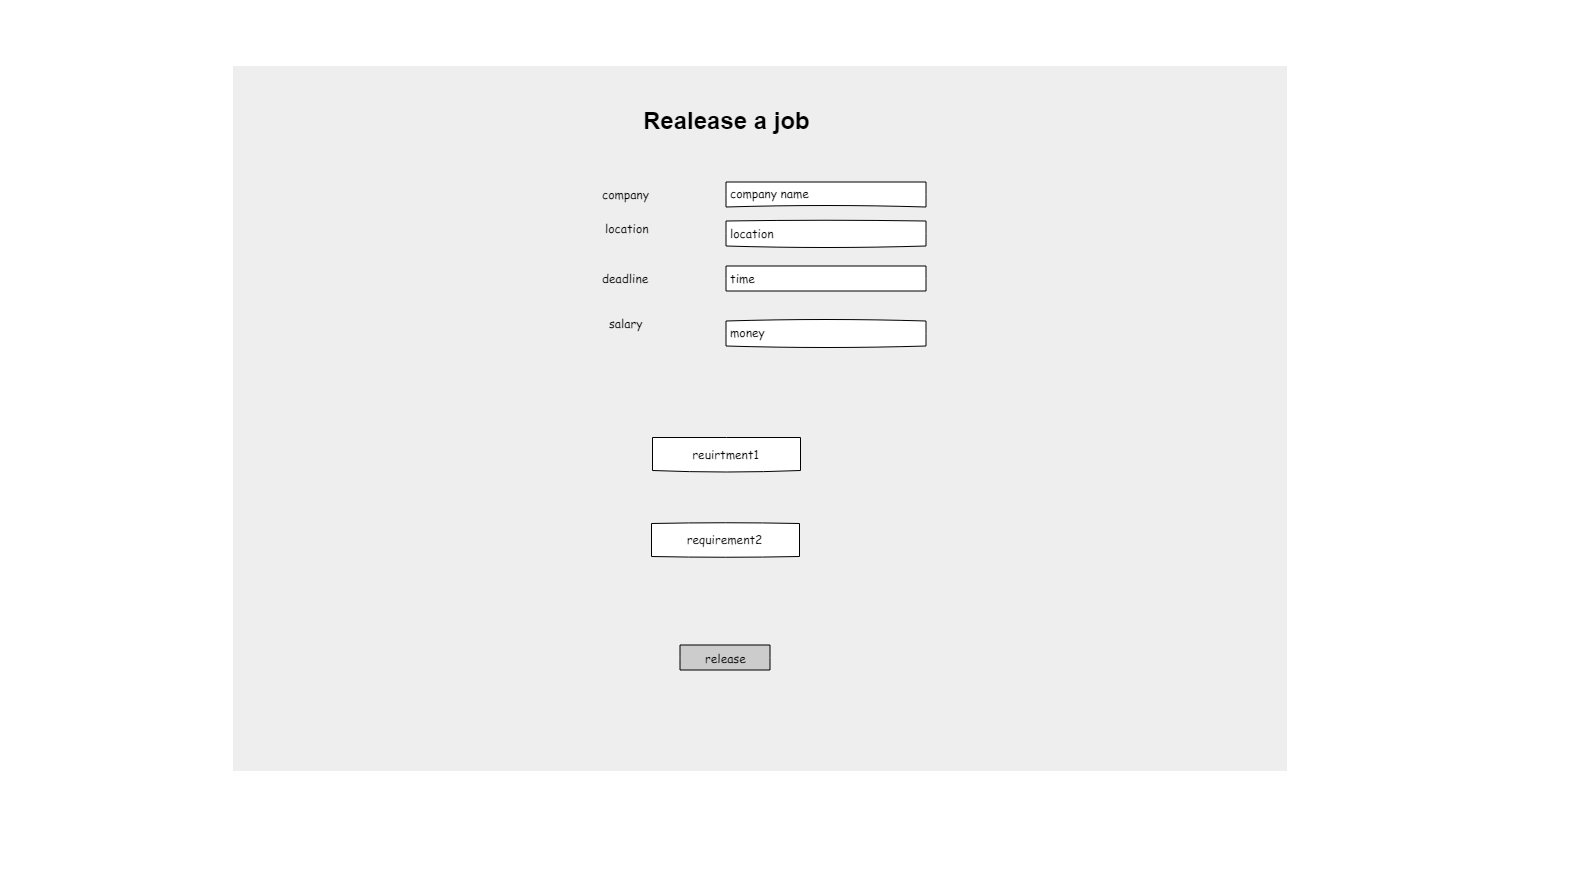 Realease a job
company
company name
location
location
deadline
time
salary
money
reuirtment1
requirement2
release